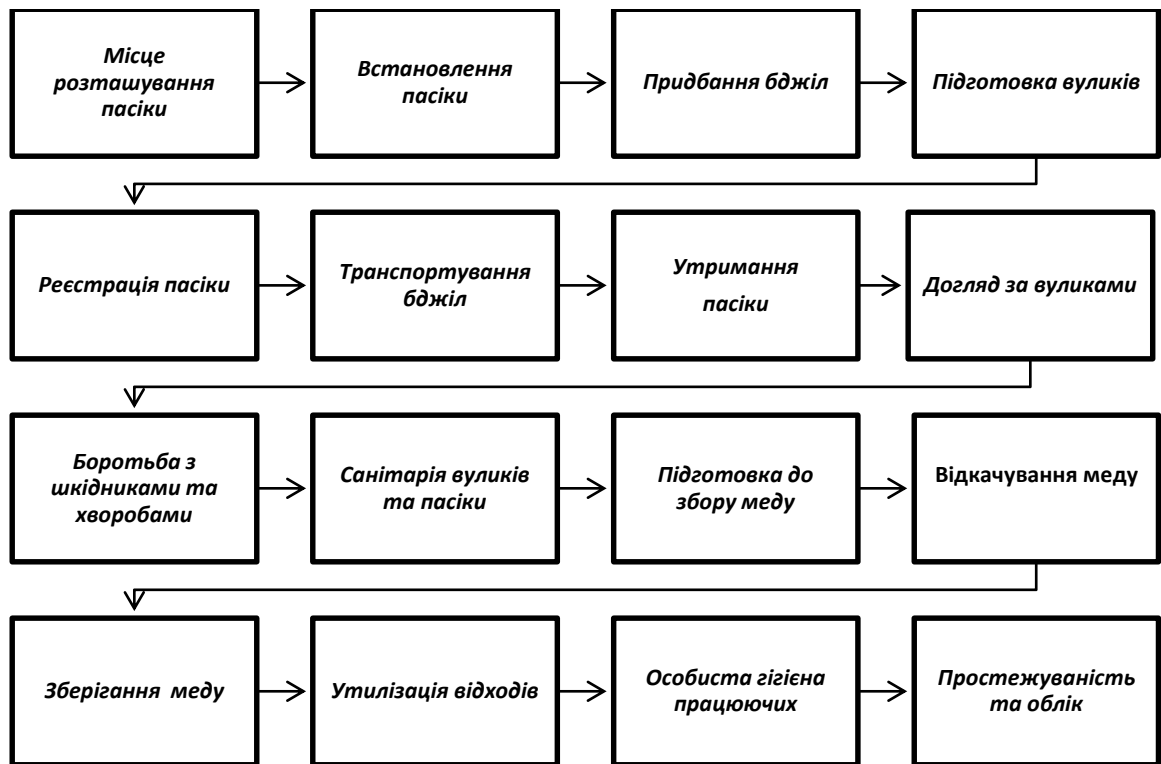 Місце
розташування
пасіки
Встановлення
пасіки
Придбання бджіл
Підготовка вуликів
Реєстрація пасіки
Транспортування
бджіл
Утримання
пасіки
Догляд за вуликами
Боротьба з
шкідниками та
хворобами
Санітарія вуликів
та пасіки
Підготовка до
збору меду
Відкачування меду
Зберігання меду
Утилізація відходів
Особиста гігієна
працюючих
Простежуваність
та облік